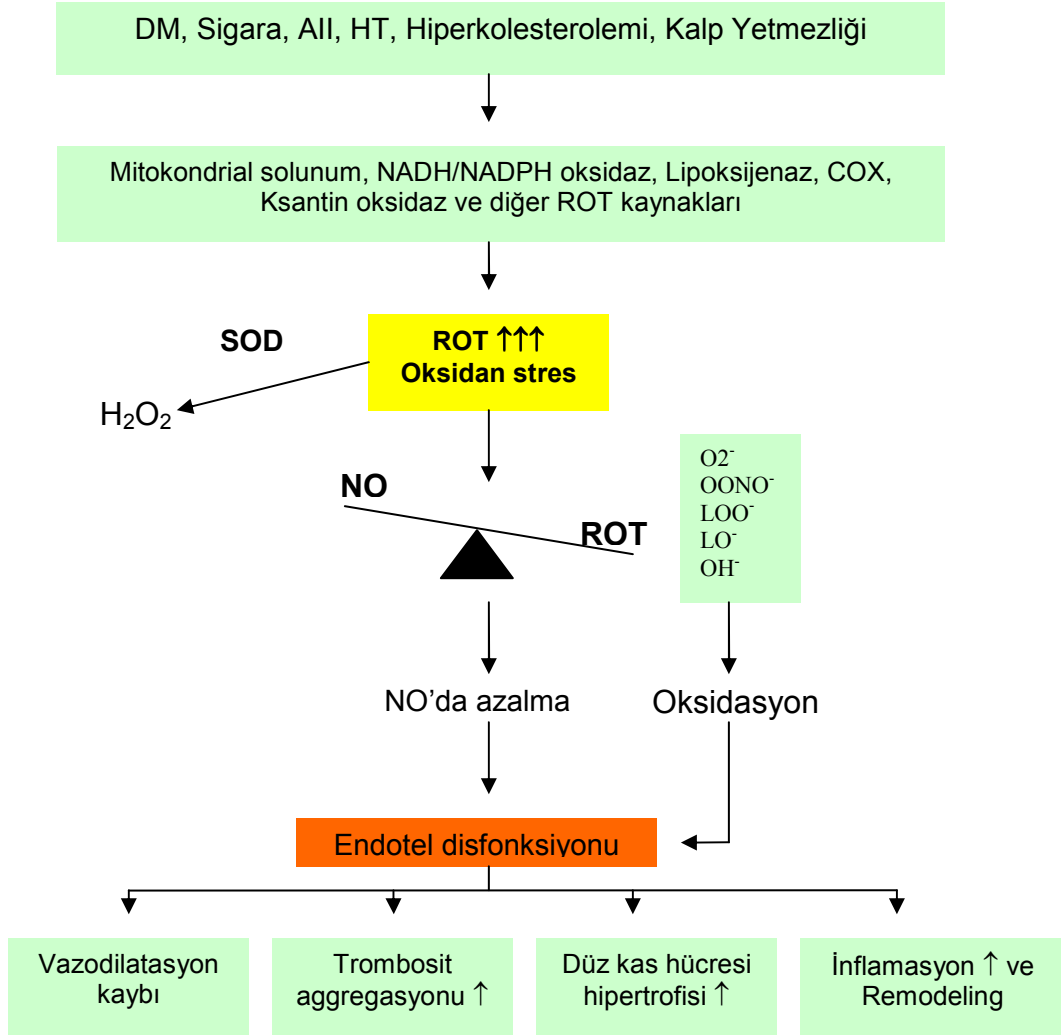 DM, Sigara, AII, HT, Hiperkolesterolemi, Kalp Yetmezliği
Mitokondrial solunum, NADH/NADPH oksidaz, Lipoksijenaz, COX,
Ksantin oksidaz ve diğer ROT kaynakları
SOD
ROT ↑↑↑
Oksidan stres
H₂O₂
NO
ROT
O2⁻
OONO⁻
LOO⁻
LO⁻
OH⁻
NO’da azalma
Oksidasyon
Endotel disfonksiyonu
Vazodilatasyon
kaybı
Trombosit
aggregasyonu ↑
Düz kas hücresi
hipertrofisi ↑
İnflamasyon ↑ ve
Remodeling